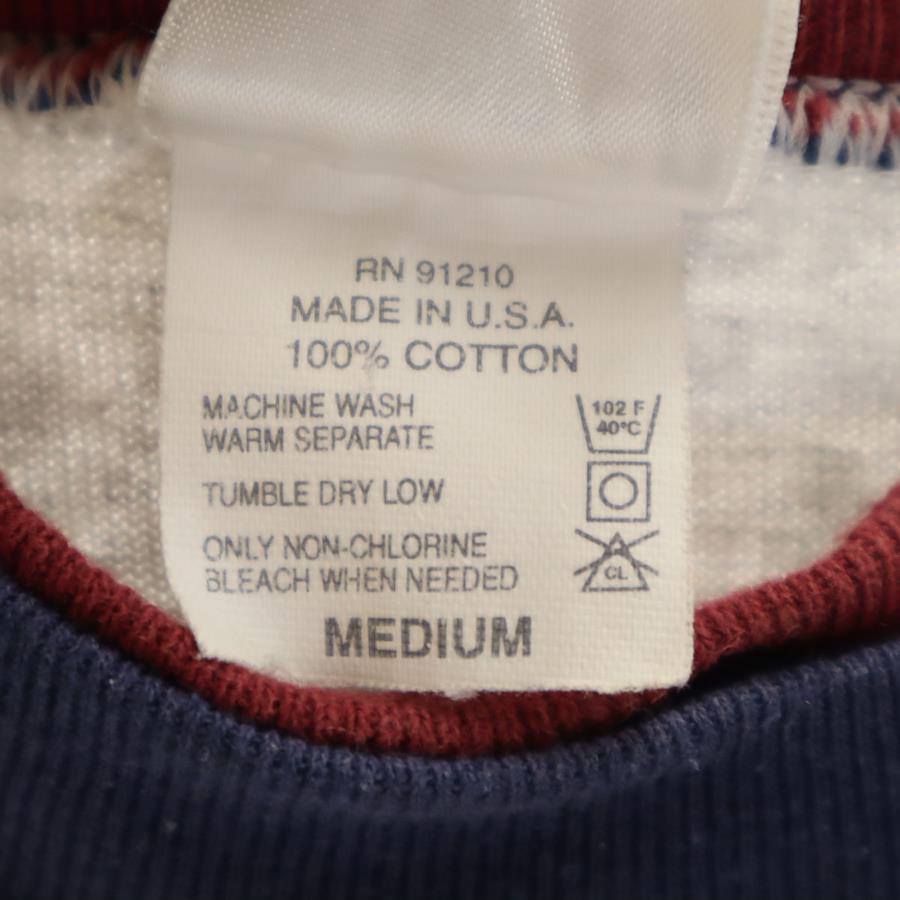 RN 91210
MADE IN U.S.A.
100% COTTON
MACHINE WASH
WARM SEPARATE
102 F
40°C
TUMBLE DRY LOW
ONLY NON-CHLORINE
BLEACH WHEN NEEDED
CL
MEDIUM